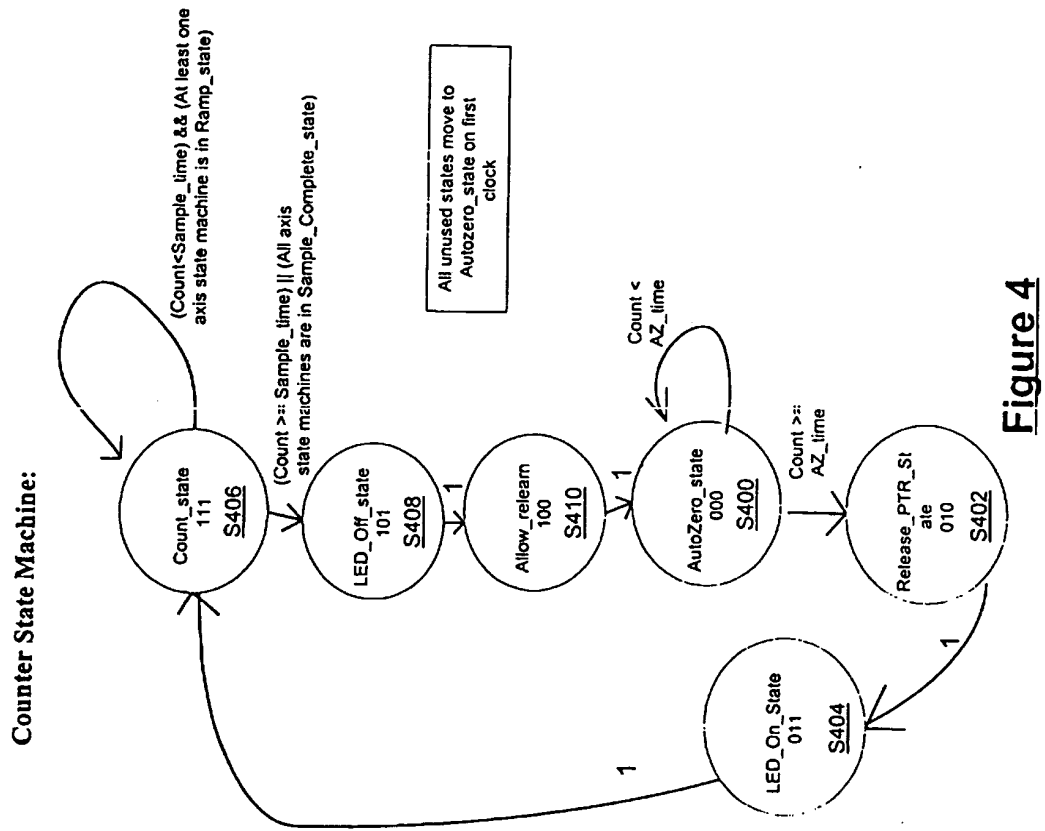 Counter State Machine:
(Count<Sample_time) && (At least one
axis state machine is in Ramp_state)
Count_state
111
S406
(Count >= Sample_time) || (All axis
state machines are in Sample_Complete_state)
LED_Off_state
101
S408
1
Allow_relearn
100
S410
1
All unused states move to
Autozero_state on first
clock
AutoZero_state
000
S400
Count <
AZ_time
Count >=
AZ_time
Release_PTR_St
ate
010
S402
1
LED_On_State
011
S404
1
Figure 4